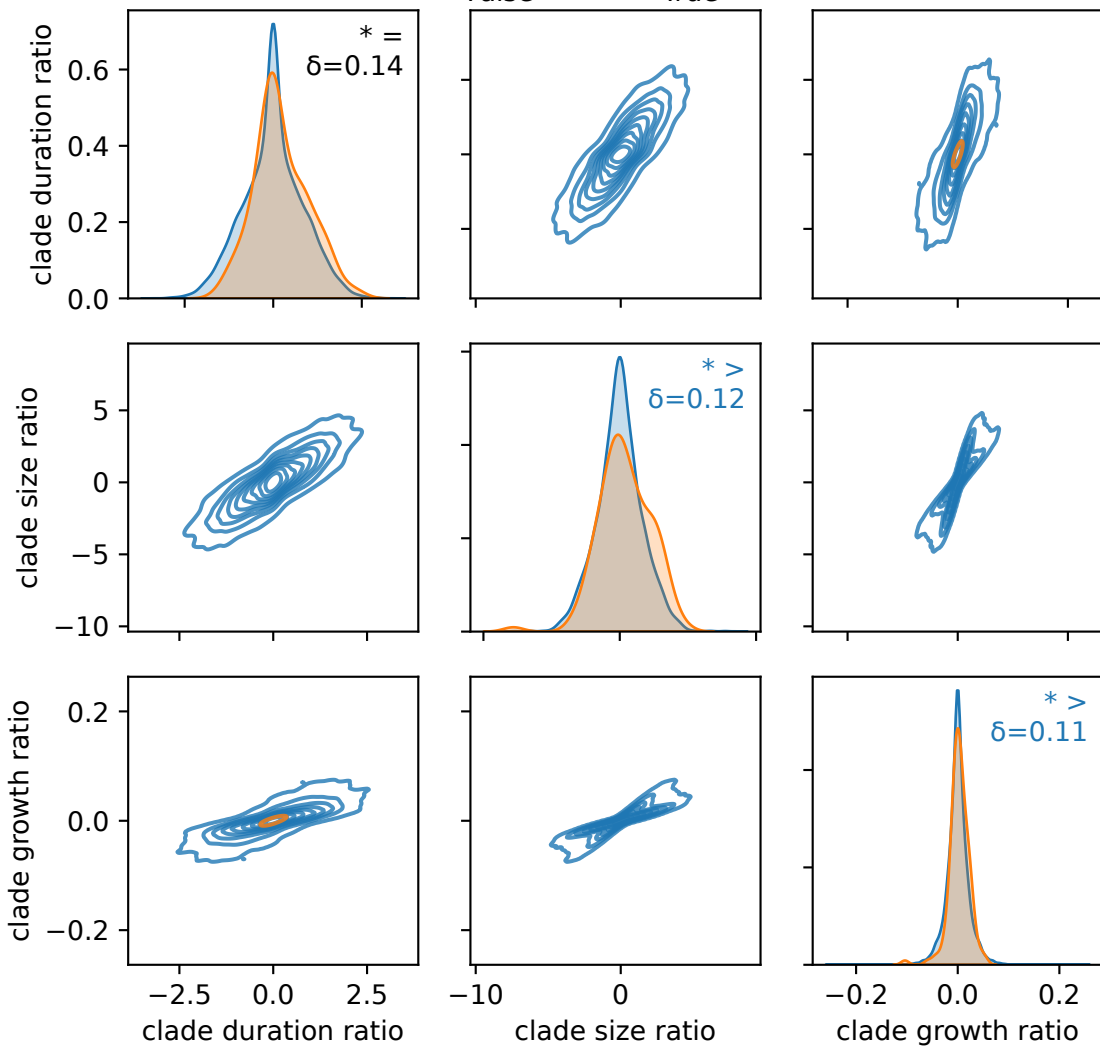 * =
δ=0.14
clade duration ratio
0.6
0.4
0.2
0.0
* >
δ=0.12
clade size ratio
5
0
−5
−10
* >
δ=0.11
clade growth ratio
0.2
0.0
−0.2
−2.5 0.0 2.5 −10 0 −0.2 0.0 0.2
clade duration ratio clade size ratio clade growth ratio